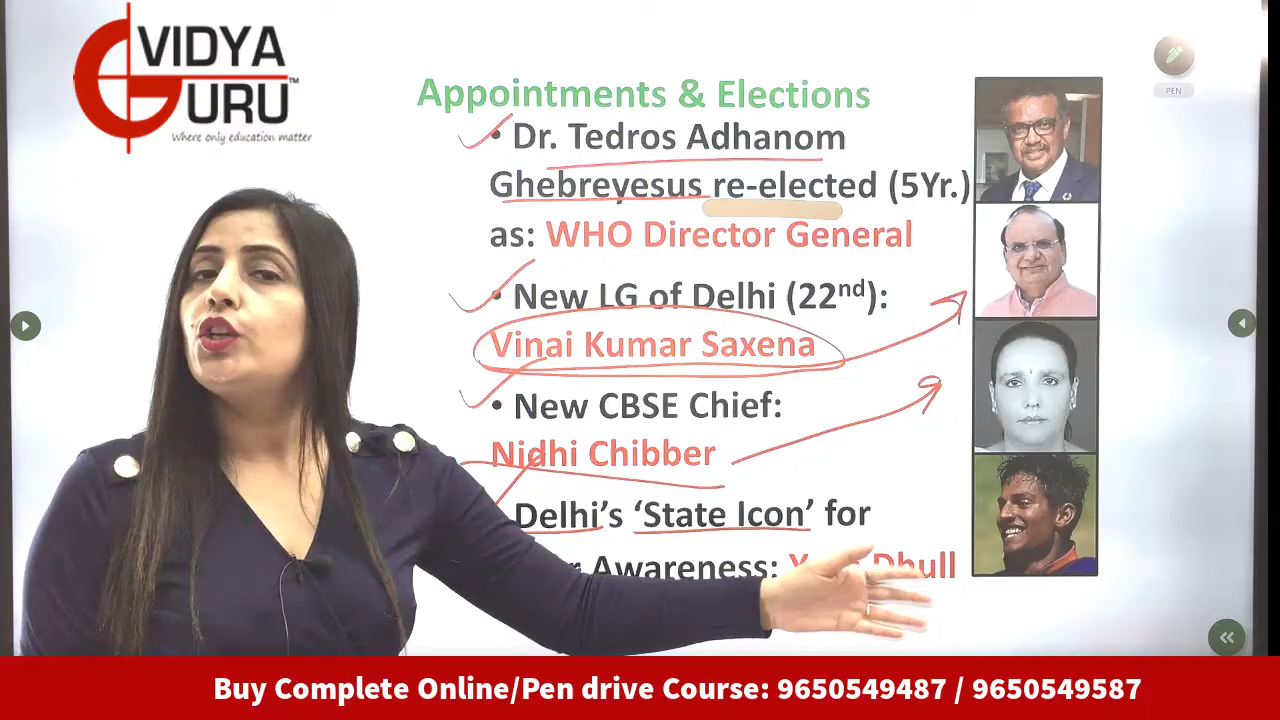 VIDYA
GURU™
Where only education matter
Appointments & Elections
• Dr. Tedros Adhanom
Ghebreyesus re-elected (5Yr.)
as: WHO Director General
• New LG of Delhi (22nd):
Vinai Kumar Saxena
• New CBSE Chief:
Nidhi Chibber
Delhi's 'State Icon' for
Awareness: Dhull
PEN
Buy Complete Online/Pen drive Course: 9650549487 / 9650549587